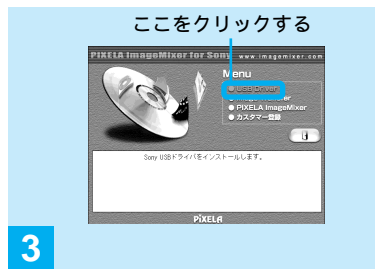 ここをクリックする
PIXELA ImageMixer for Sony www.imagemixer.com
Menu
USB Driver
PIXELA ImageMixer
カスタマー登録
Sony USBドライバをインストールします。
PIXELA
3